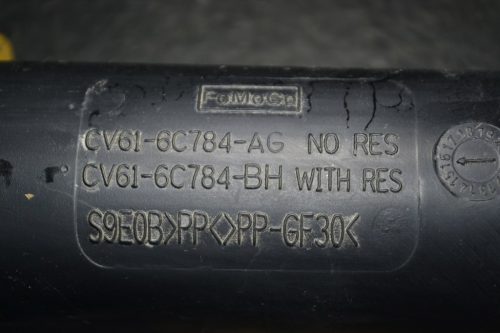 FoMoCo
CV61-6C784-AG NO RES
CV61-6C784-BH WITH RES
S9E0B>PP<>PP-GF30<